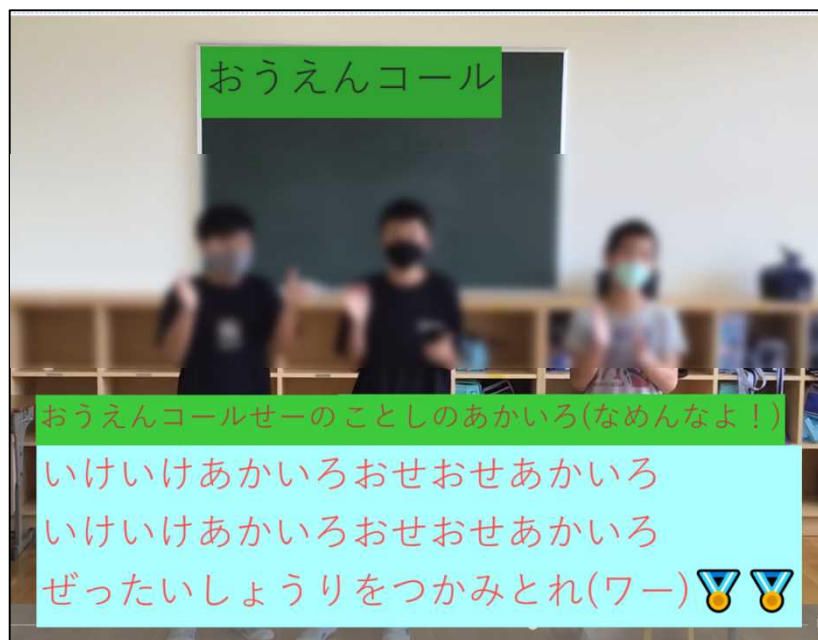 おうえんコール
おうえんコールせーのことしのあかいろ(なめんなよ！)
いけいけあかいろおせおせあかいろ
いけいけあかいろおせおせあかいろ
ぜったいしょうりをつかみとれ(ワー)🏅🏅